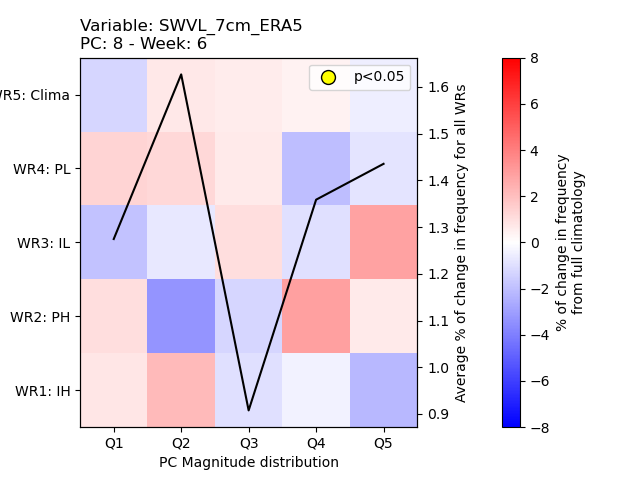 Variable: SWVL_7cm_ERA5
PC: 8 - Week: 6
p<0.05
WR5: Clima
WR4: PL
WR3: IL
WR2: PH
WR1: IH
Q1 Q2 Q3 Q4 Q5
PC Magnitude distribution
1.6
1.5
1.4
1.3
1.2
1.1
1.0
0.9
Average % of change in frequency for all WRs
8
6
4
2
0
−2
−4
−6
−8
% of change in frequency
from full climatology